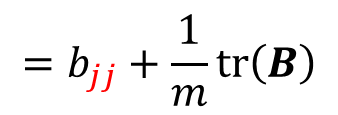 = b_{jj} + \frac{1}{m} tr(B)